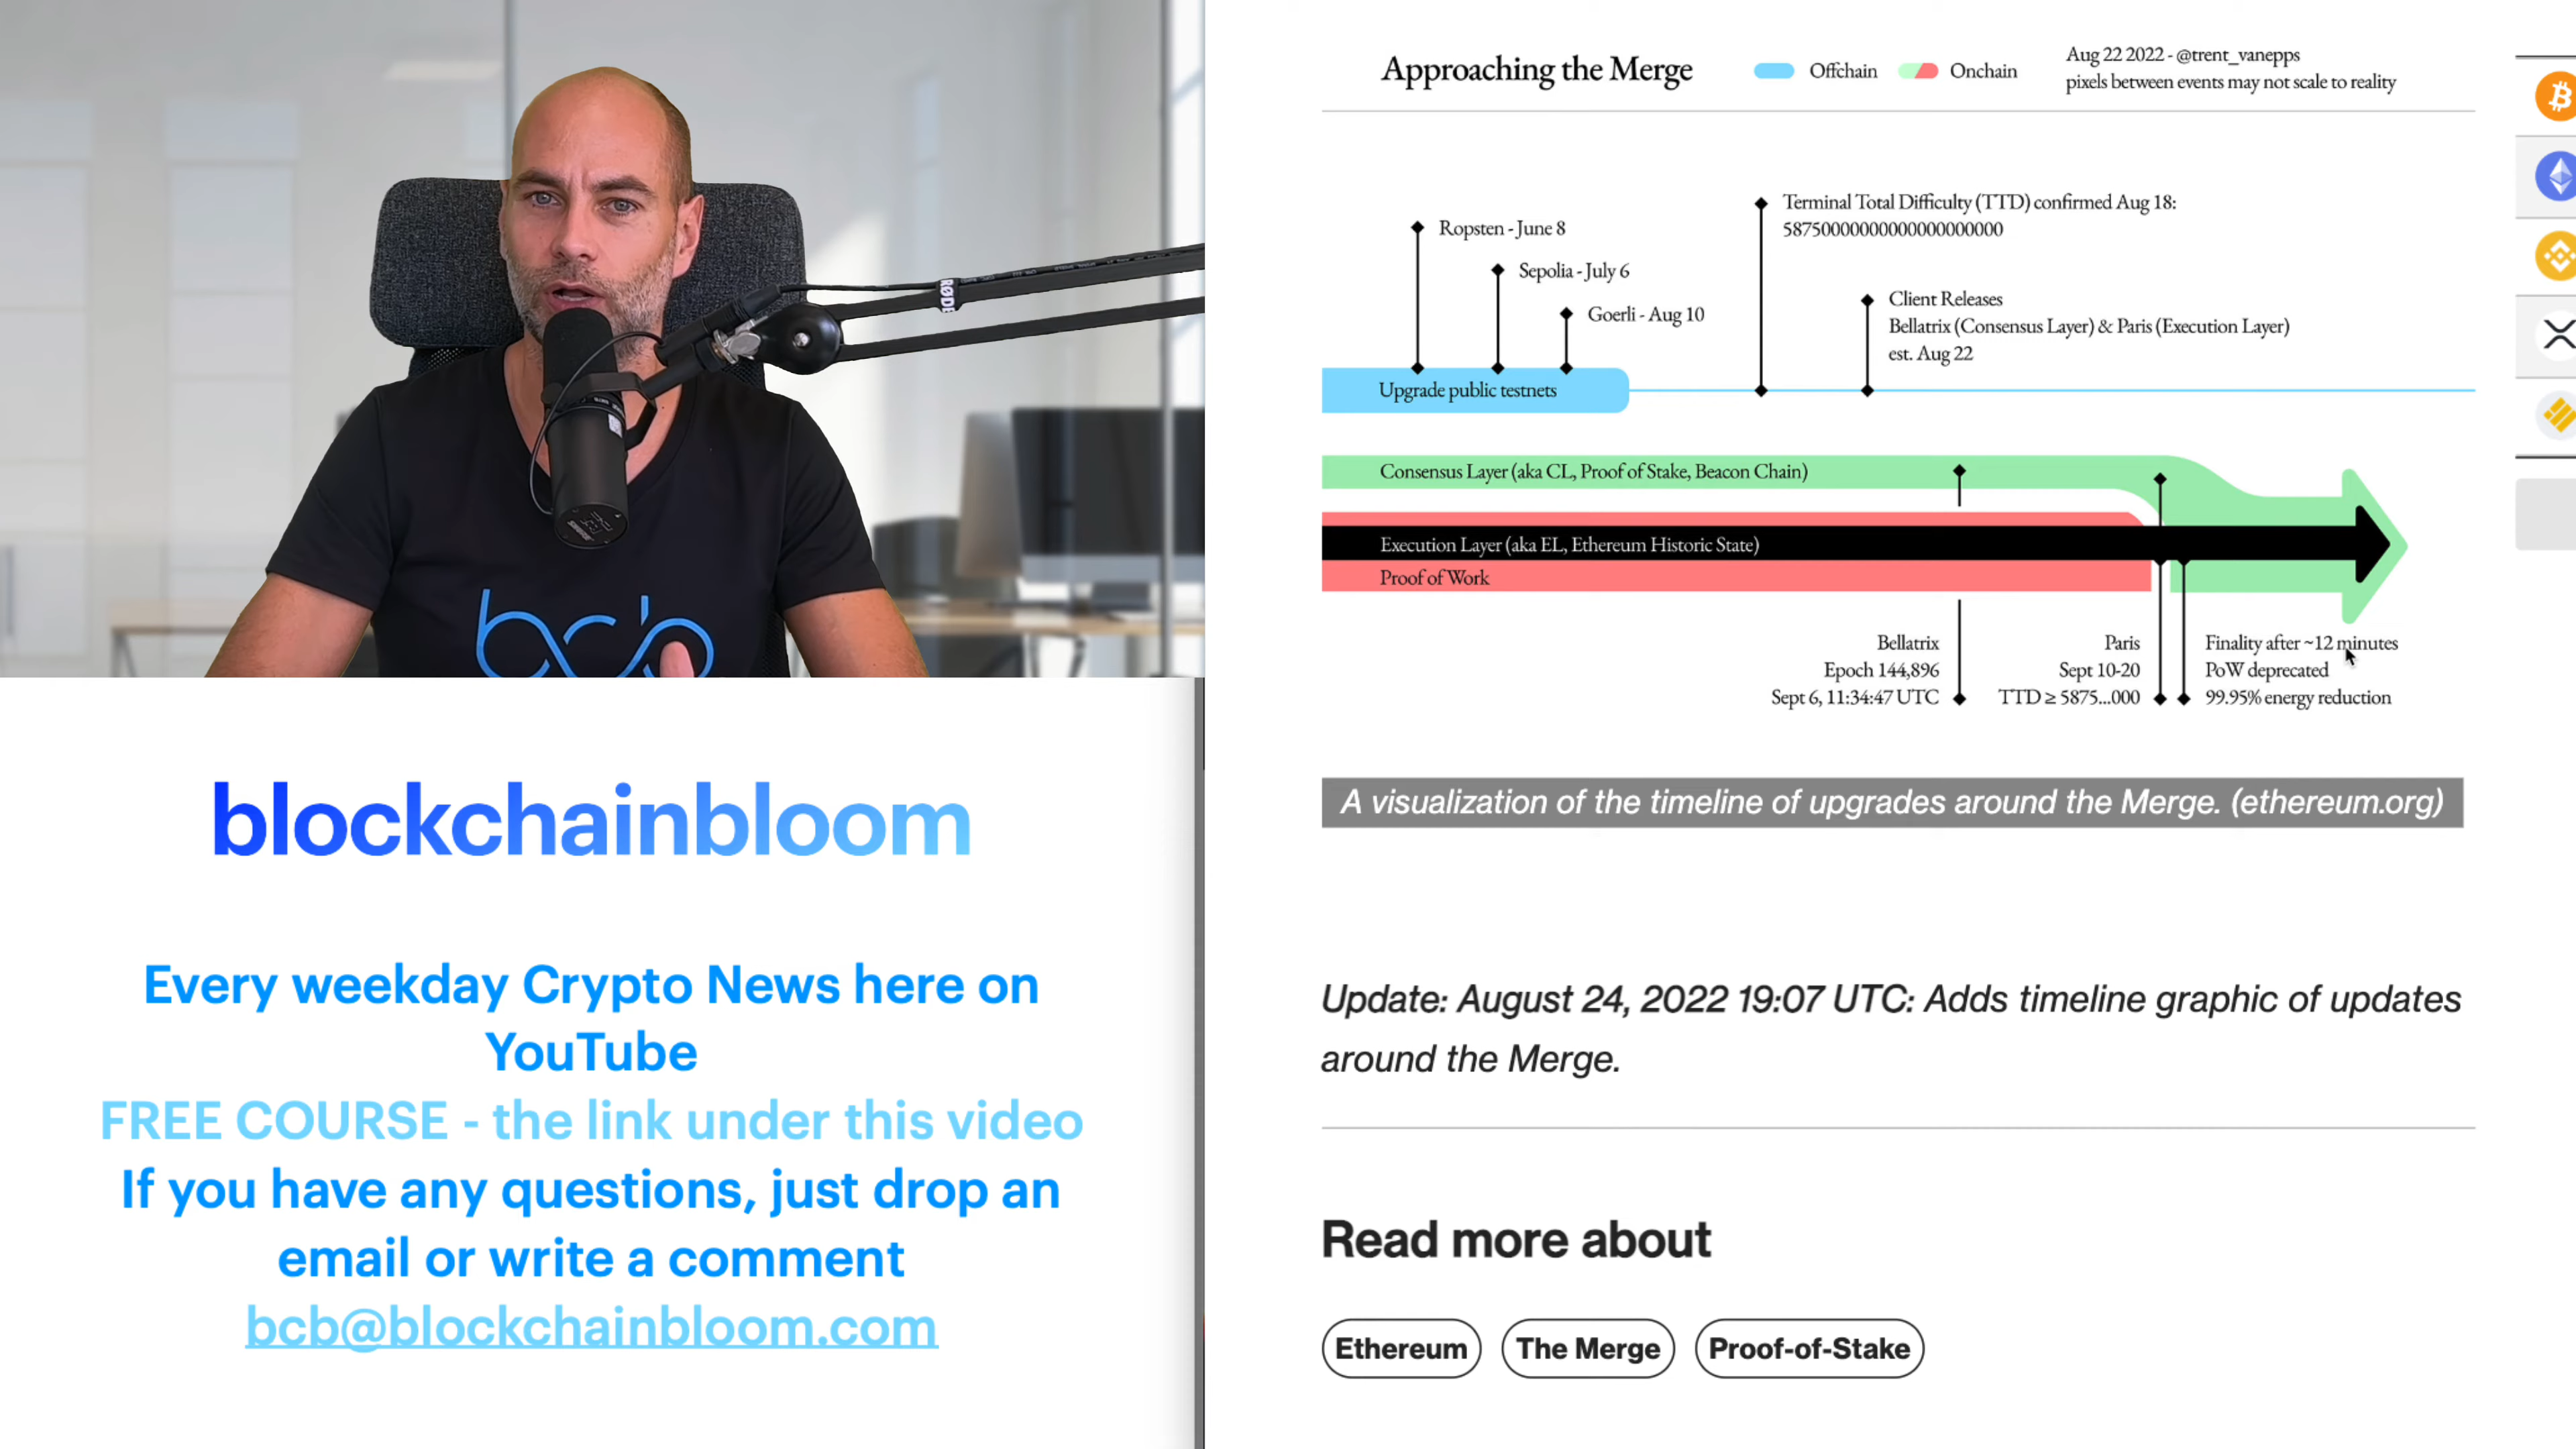 RØDE
bcb
blockchainbloom
Every weekday Crypto News here on
YouTube
FREE COURSE - the link under this video
If you have any questions, just drop an
email or write a comment
bcb@blockchainbloom.com
Approaching the Merge
Offchain
Onchain
Aug 22 2022 - @trent_vanepps
pixels between events may not scale to reality
Ropsten - June 8
Sepolia - July 6
Goerli - Aug 10
Terminal Total Difficulty (TTD) confirmed Aug 18:
58750000000000000000000
Client Releases
Bellatrix (Consensus Layer) & Paris (Execution Layer)
est. Aug 22
Upgrade public testnets
Consensus Layer (aka CL, Proof of Stake, Beacon Chain)
Execution Layer (aka EL, Ethereum Historic State)
Proof of Work
Bellatrix
Epoch 144,896
Sept 6, 11:34:47 UTC
Paris
Sept 10-20
TTD ≥ 5875...000
Finality after ~12 minutes
PoW deprecated
99.95% energy reduction
A visualization of the timeline of upgrades around the Merge. (ethereum.org)
Update: August 24, 2022 19:07 UTC: Adds timeline graphic of updates
around the Merge.
Read more about
Ethereum
The Merge
Proof-of-Stake